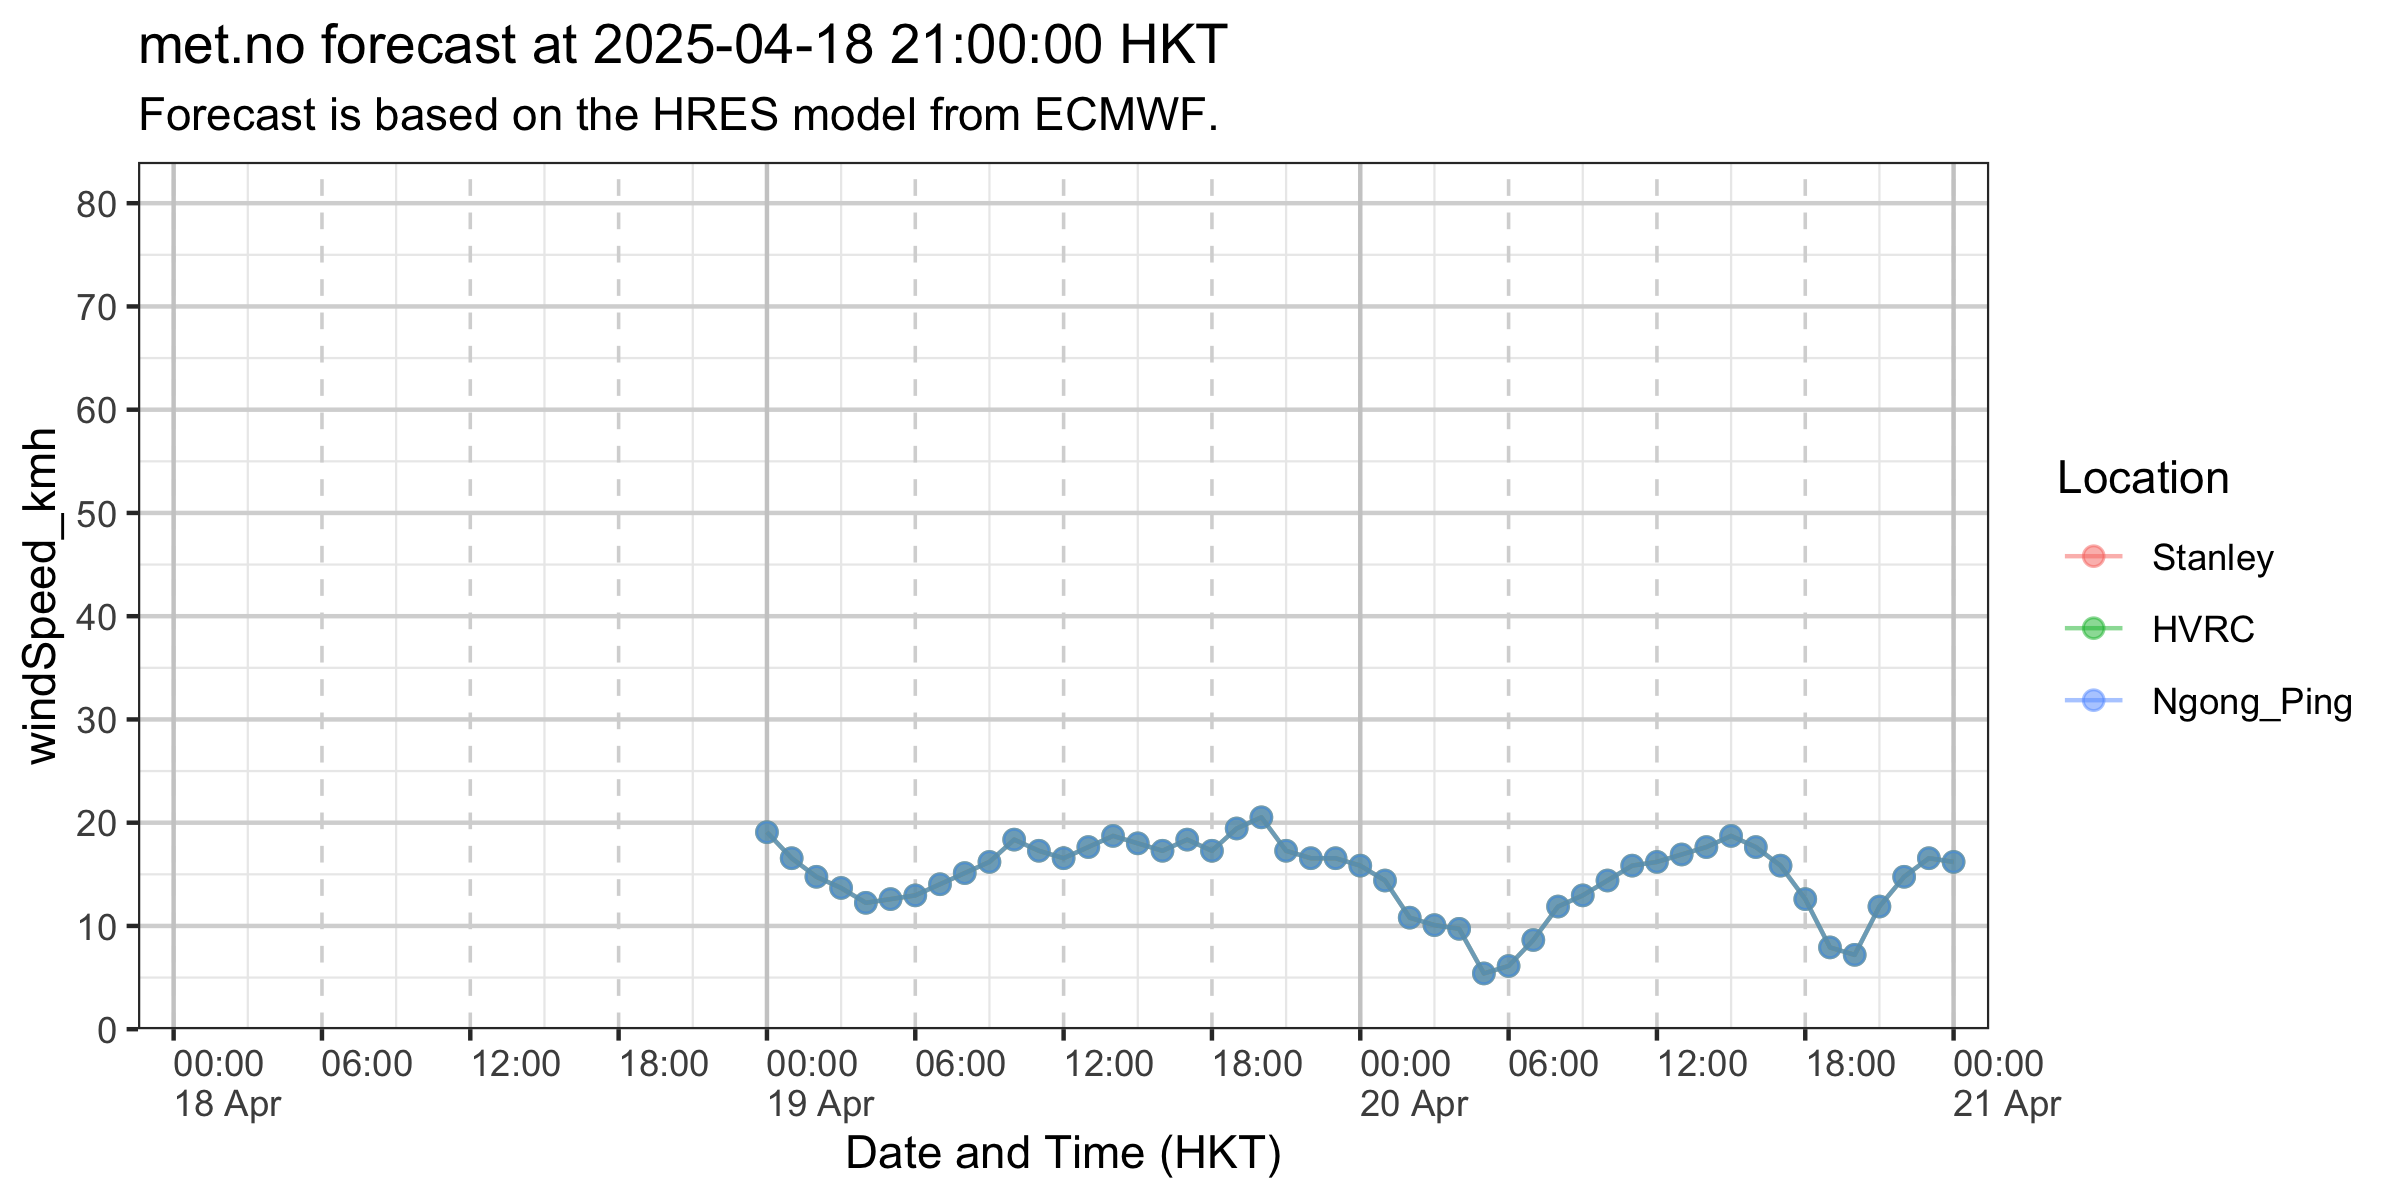 met.no forecast at 2025-04-18 21:00:00 HKT
Forecast is based on the HRES model from ECMWF.
windSpeed_kmh
80
70
60
50
40
30
20
10
0
00:00 06:00 12:00 18:00 00:00 06:00 12:00 18:00 00:00 06:00 12:00 18:00 00:00
18 Apr 19 Apr 20 Apr 21 Apr
Date and Time (HKT)
Location
Stanley
HVRC
Ngong_Ping